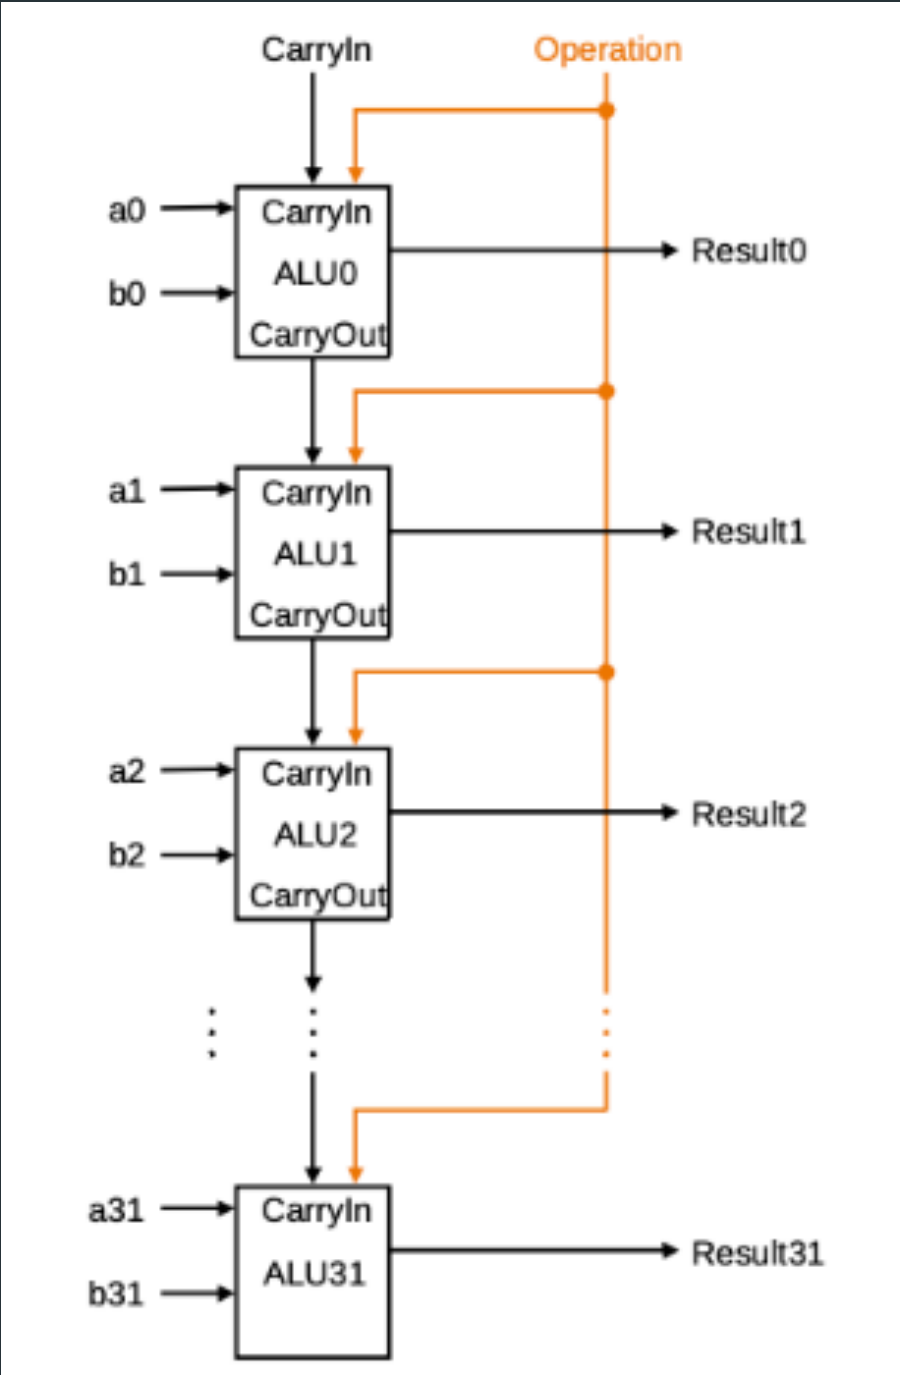 CarryIn
Operation
a0
CarryIn
ALU0
Result0
b0
CarryOut
a1
CarryIn
ALU1
Result1
b1
CarryOut
a2
CarryIn
ALU2
Result2
b2
CarryOut
a31
CarryIn
ALU31
Result31
b31